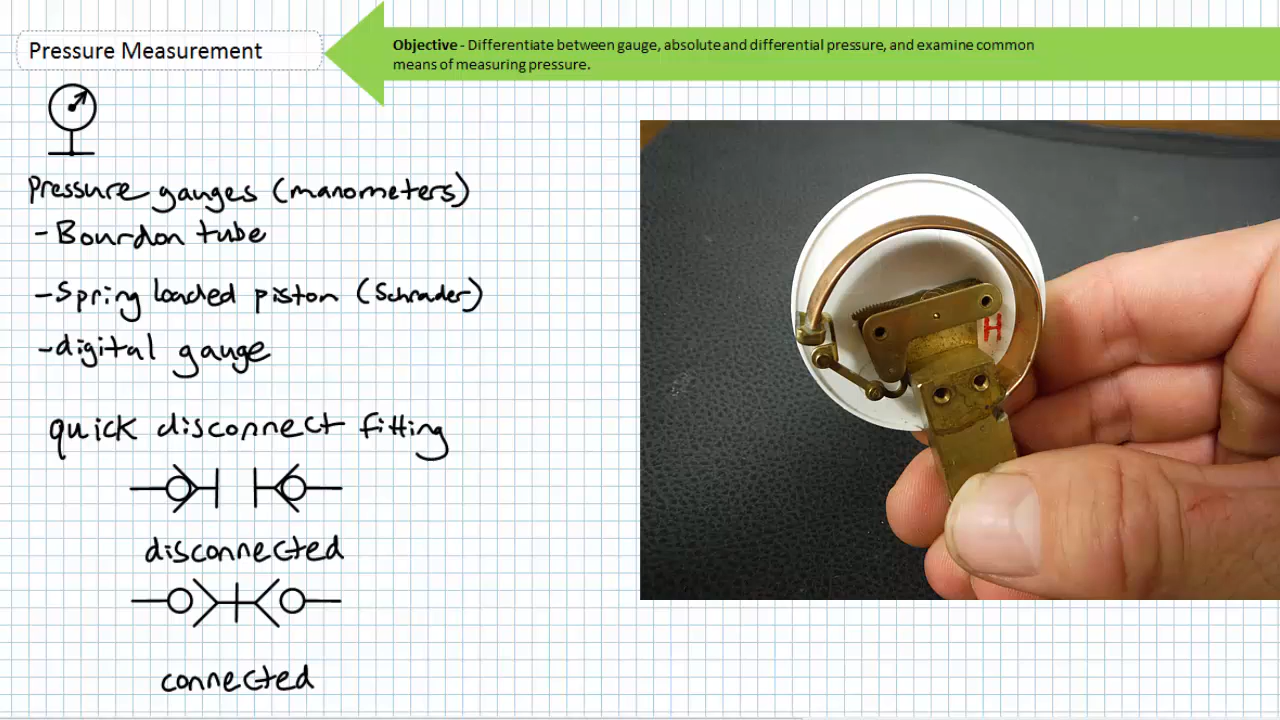 Pressure Measurement
Objective - Differentiate between gauge, absolute and differential pressure, and examine common
means of measuring pressure.
Pressure gauges (manometers)
- Bourdon tube
- Spring loaded piston (Schrader)
- digital gauge
quick disconnect fitting
disconnected
connected
H